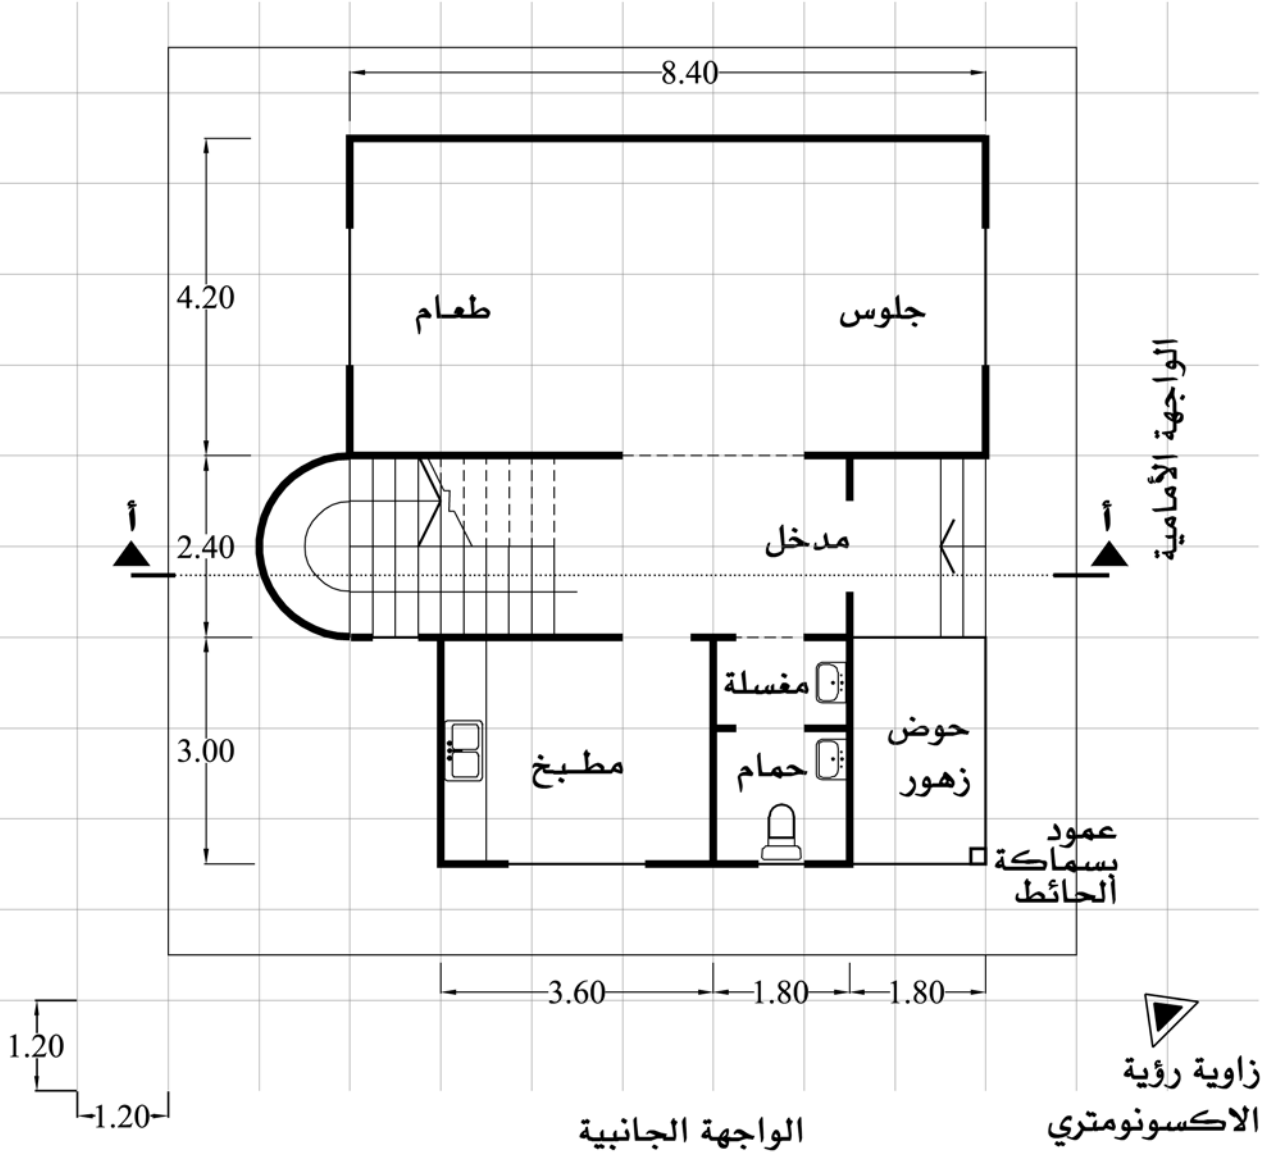 8.40
4.20
طعام
جلوس
الواجهة الأمامية
أ
أ
2.40
مدخل
مغسلة
3.00
حوض
زهور
مطبخ
حمام
عمود
بسماكة
الحائط
3.60
1.80
1.80
1.20
1.20
زاوية رؤية
الاكسونومتري
الواجهة الجانبية